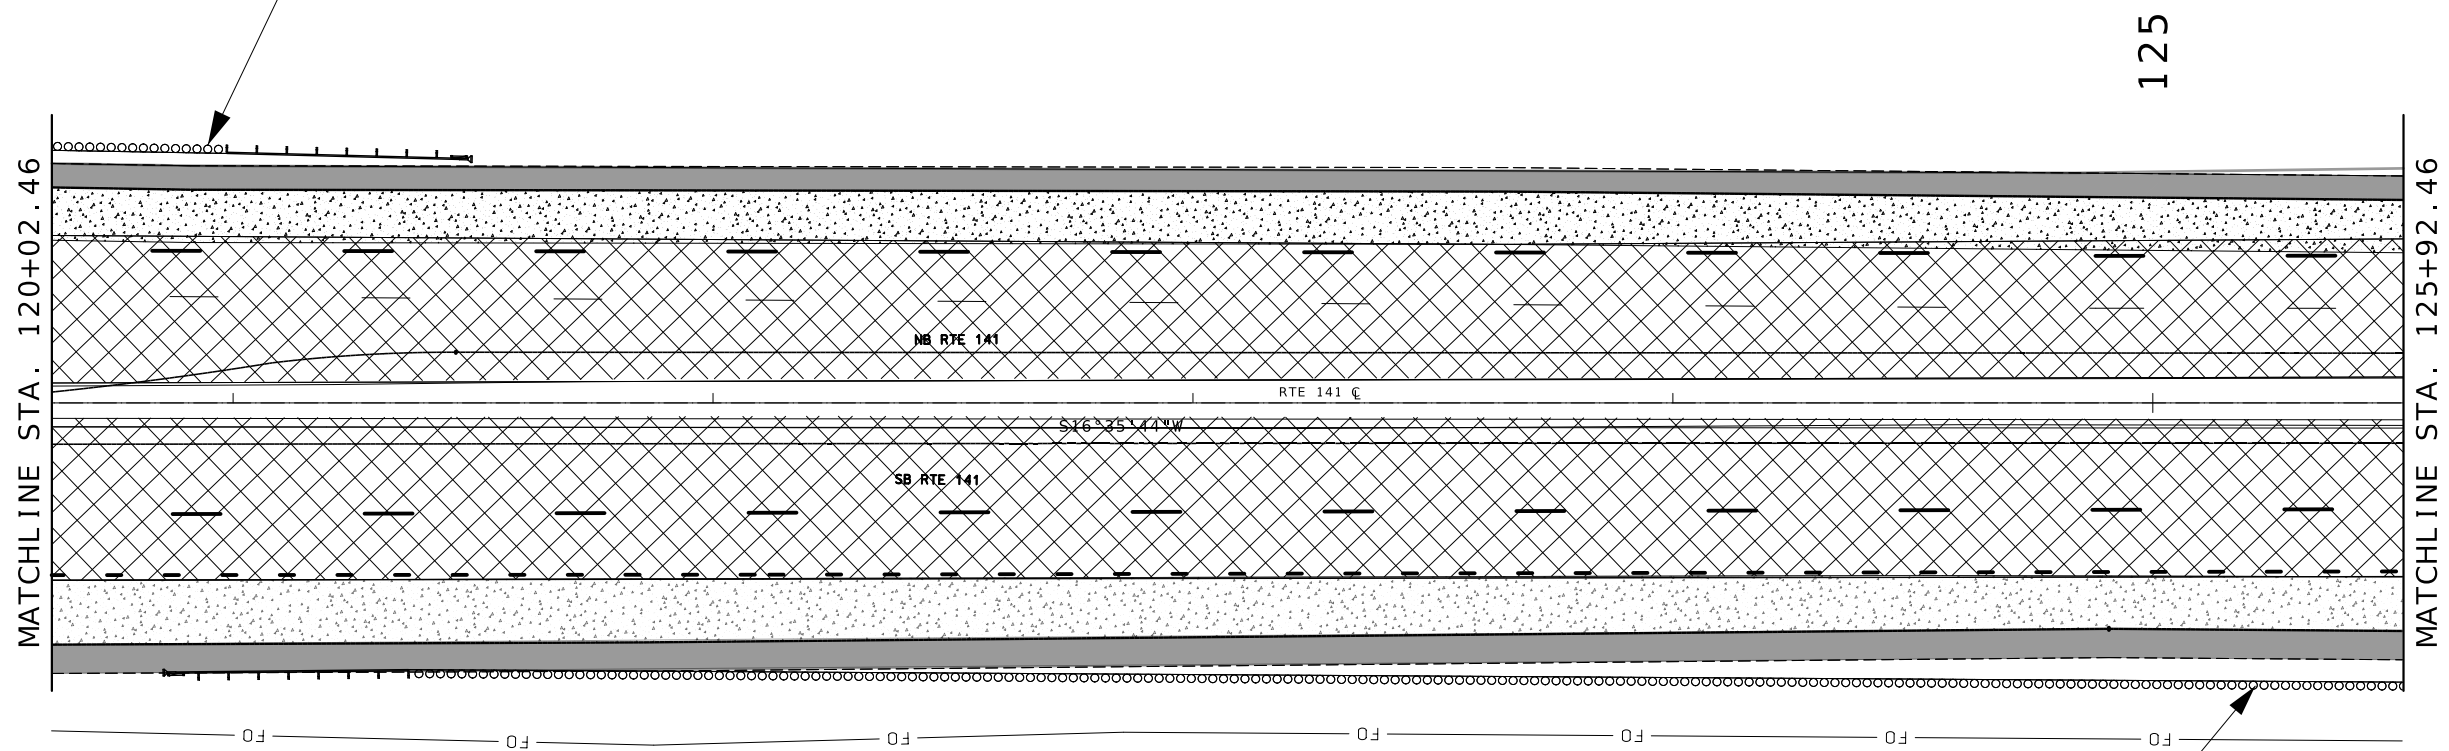 125
MATCHLINE STA. 120+02.46
MATCHLINE STA. 125+92.46
NB RTE 141
RTE 141 ℄
S16°35'44"W
SB RTE 141
FO FO FO FO FO FO FO